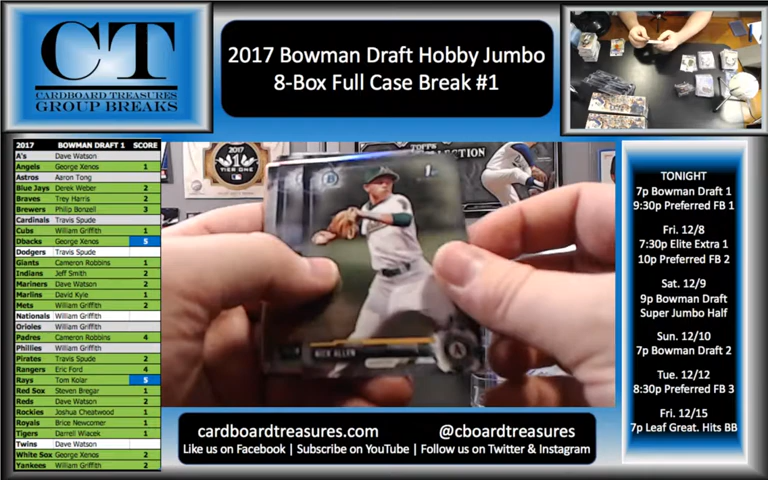 CT
CARDBOARD TREASURES
GROUP BREAKS
2017 Bowman Draft Hobby Jumbo
8-Box Full Case Break #1
2017 BOWMAN DRAFT 1 SCORE
A's Dave Watson
Angels George Xenos 1
Astros Aaron Tong
Blue Jays Derek Weber 2
Braves Trey Harris 2
Brewers Philip Bonzell 3
Cardinals Travis Spude
Cubs William Griffith 1
Dbacks George Xenos 5
Dodgers Travis Spude
Giants Cameron Robbins 1
Indians Jeff Smith 2
Mariners Dave Watson 2
Marlins David Kyle 1
Mets William Griffith 2
Nationals William Griffith
Orioles William Griffith
Padres Cameron Robbins 4
Phillies William Griffith
Pirates Travis Spude 2
Rangers Eric Ford 4
Rays Tom Kolar 5
Red Sox Steven Bregar 1
Reds Dave Watson 2
Rockies Joshua Cheatwood 1
Royals Brice Newcomer 1
Tigers Darrell Wiacek 1
Twins Dave Watson
White Sox George Xenos 2
Yankees William Griffith 2
2017
1
TIER ONE
TOPPS
LLECTION
B
1st
NICK ALLEN
A
TONIGHT
7p Bowman Draft 1
9:30p Preferred FB 1
Fri. 12/8
7:30p Elite Extra 1
10p Preferred FB 2
Sat. 12/9
9p Bowman Draft
Super Jumbo Half
Sun. 12/10
7p Bowman Draft 2
Tue. 12/12
8:30p Preferred FB 3
Fri. 12/15
7p Leaf Great. Hits BB
cardboardtreasures.com @cboardtreasures
Like us on Facebook | Subscribe on YouTube | Follow us on Twitter & Instagram